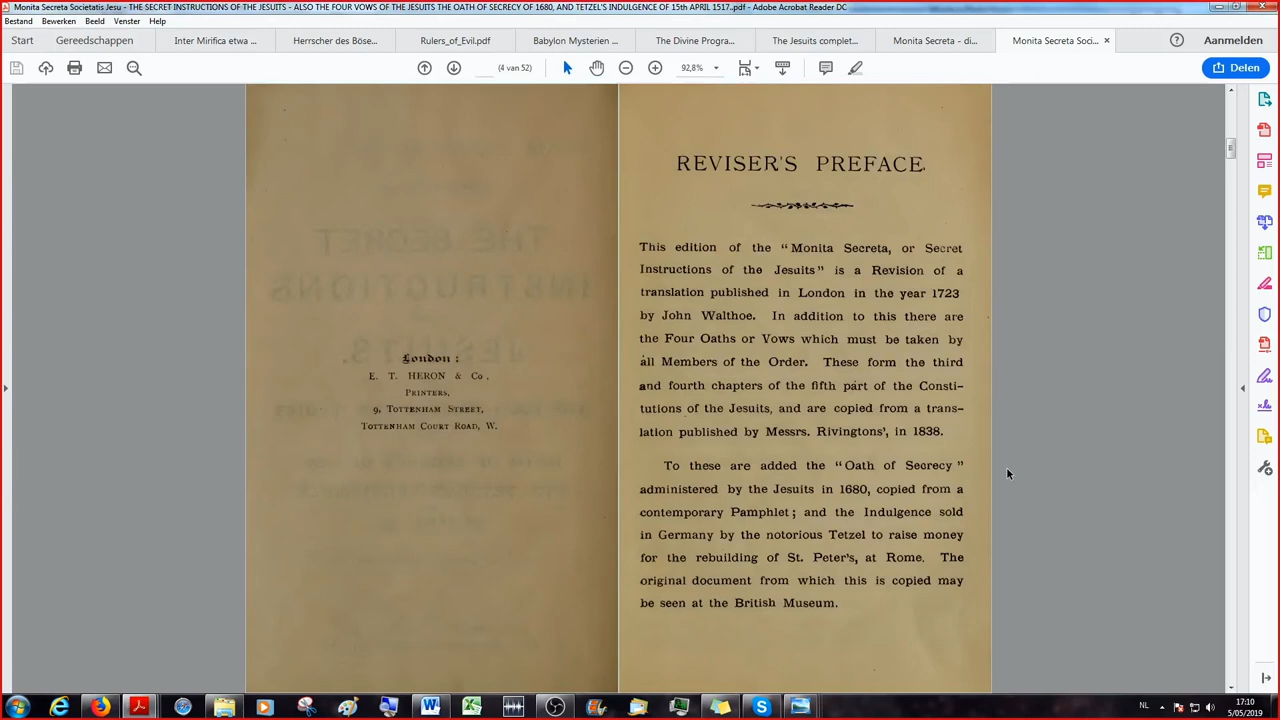 Monita Secreta Societatis Jesu - THE SECRET INSTRUCTIONS OF THE JESUITS - ALSO THE FOUR VOWS OF THE JESUITS THE OATH OF SECRECY OF 1680, AND TETZEL'S INDULGENCE OF 15th APRIL 1517..pdf - Adobe Acrobat Reader DC
Bestand Bewerken Beeld Venster Help
Start Gereedschappen Inter Mirifica etwa ... Herrscher des Böse... Rulers_of_Evil.pdf Babylon Mysterien ... The Divine Progra... The Jesuits complet... Monita Secreta - di... Monita Secreta Soci... × Aanmelden
(4 van 52) 92,8% Delen
London:
E. T. HERON & Co.,
PRINTERS,
9, TOTTENHAM STREET,
TOTTENHAM COURT ROAD, W.
REVISER'S PREFACE.
This edition of the "Monita Secreta, or Secret
Instructions of the Jesuits" is a Revision of a
translation published in London in the year 1723
by John Walthoe. In addition to this there are
the Four Oaths or Vows which must be taken by
all Members of the Order. These form the third
and fourth chapters of the fifth part of the Consti-
tutions of the Jesuits, and are copied from a trans-
lation published by Messrs. Rivingtons', in 1838.
To these are added the "Oath of Secrecy"
administered by the Jesuits in 1680, copied from a
contemporary Pamphlet; and the Indulgence sold
in Germany by the notorious Tetzel to raise money
for the rebuilding of St. Peter's, at Rome. The
original document from which this is copied may
be seen at the British Museum.
NL 17:10
5/05/2019